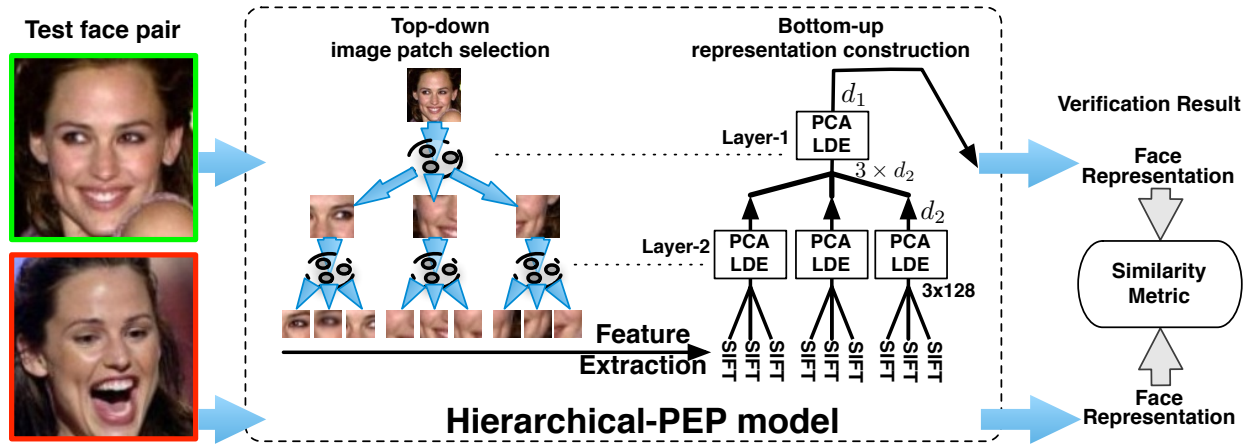 Test face pair
Top-down
image patch selection
Bottom-up
representation construction
d₁
Layer-1
PCA
LDE
3 × d₂
d₂
Layer-2
PCA
LDE
PCA
LDE
PCA
LDE
3x128
Feature
Extraction
SIFT
SIFT
SIFT
SIFT
SIFT
SIFT
SIFT
SIFT
SIFT
Hierarchical-PEP model
Verification Result
Face
Representation
Similarity
Metric
Face
Representation